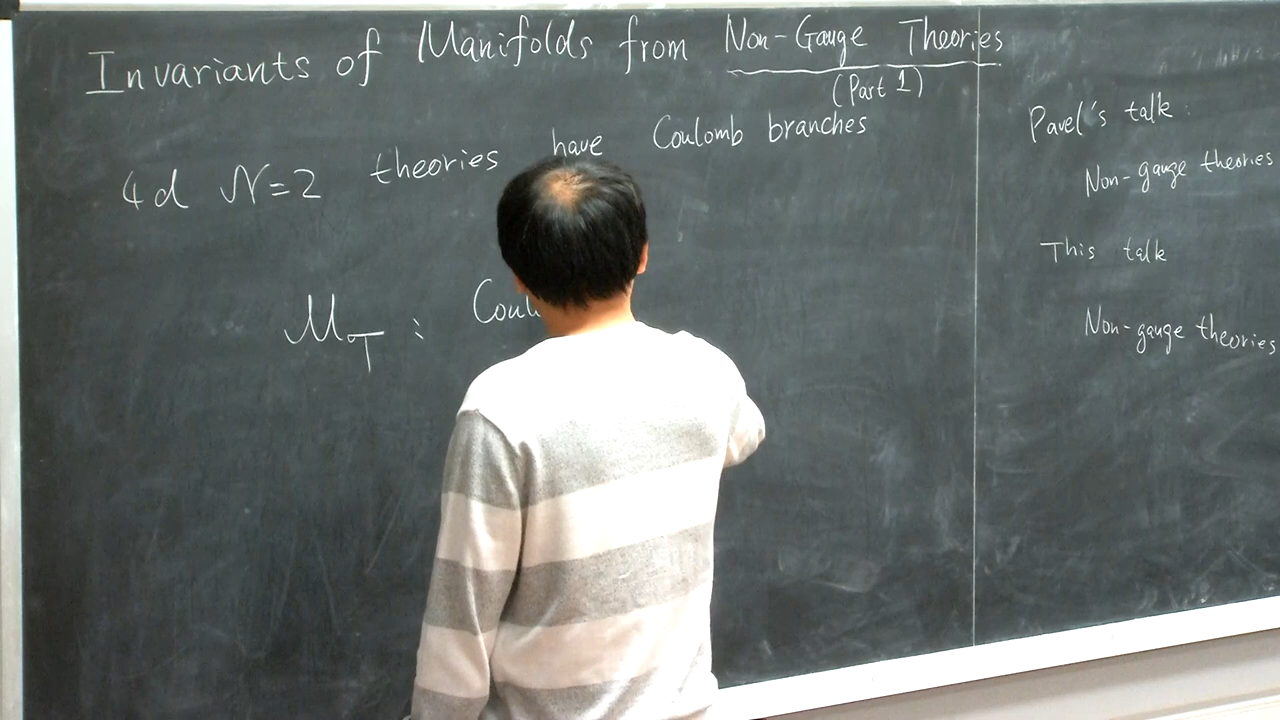 Invariants of Manifolds from Non-Gauge Theories
(Part 1)
4d N=2 theories have Coulomb branches
M_T :
Pavel's talk :
Non-gauge theories
This talk
Non-gauge theories